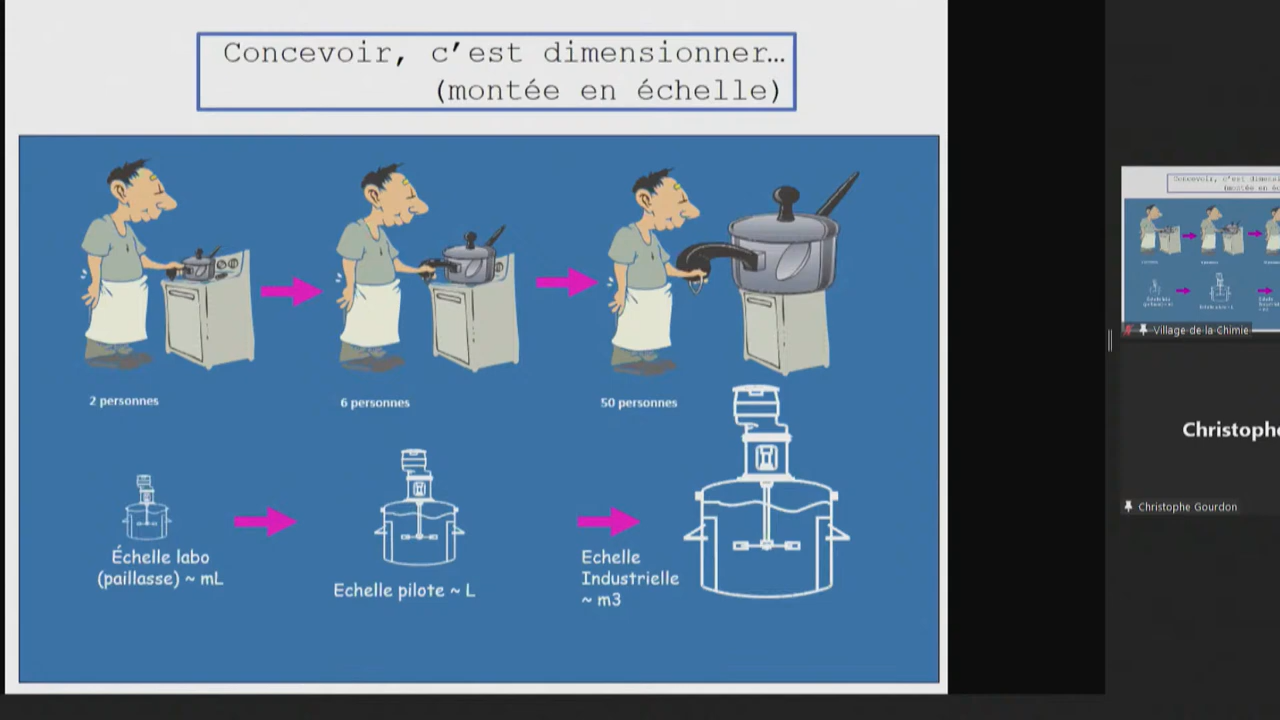 Concevoir, c’est dimensionner…
(montée en échelle)
2 personnes
6 personnes
50 personnes
Échelle labo
(paillasse) ~ mL
Echelle pilote ~ L
Echelle
Industrielle
~ m3
Village de la Chimie
Christophe
Christophe Gourdon